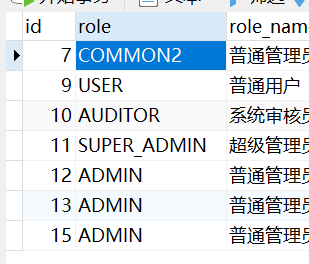 id role role_name
7 COMMON2 普通管理员
9 USER 普通用户
10 AUDITOR 系统审核员
11 SUPER_ADMIN 超级管理员
12 ADMIN 普通管理员
13 ADMIN 普通管理员
15 ADMIN 普通管理员